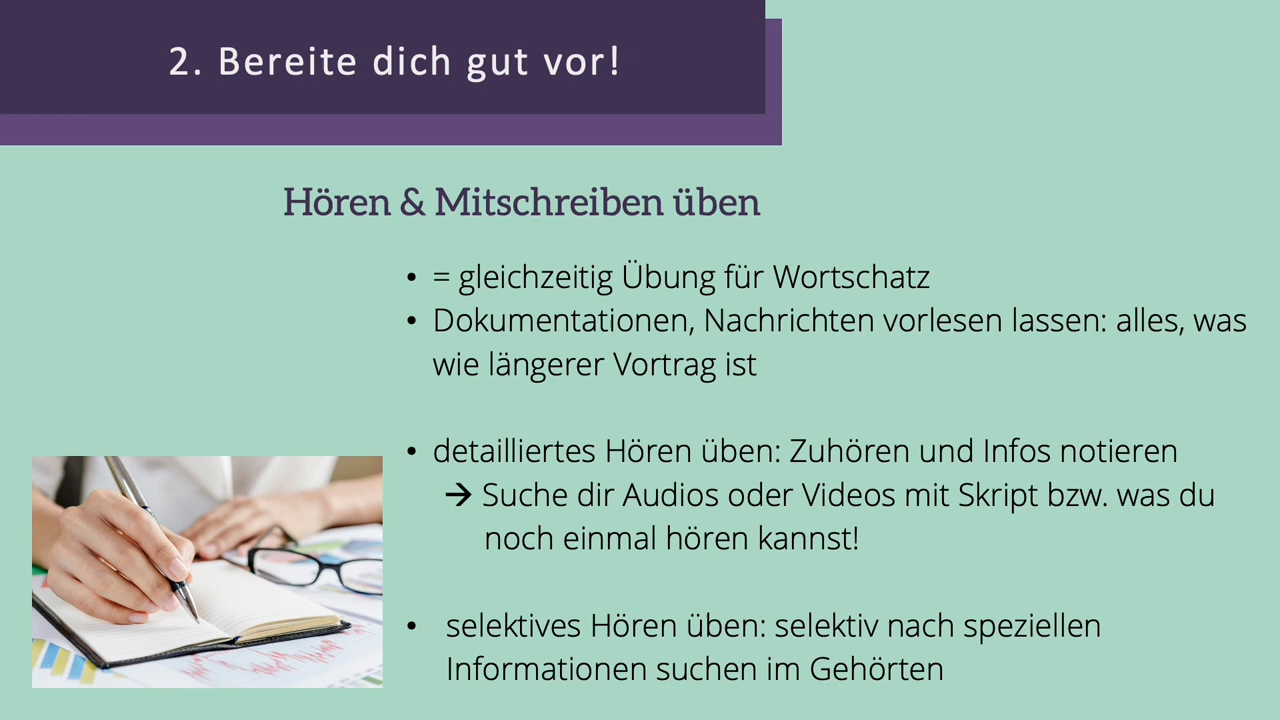 2. Bereite dich gut vor!
Hören & Mitschreiben üben
• = gleichzeitig Übung für Wortschatz
• Dokumentationen, Nachrichten vorlesen lassen: alles, was
wie längerer Vortrag ist
• detailliertes Hören üben: Zuhören und Infos notieren
→ Suche dir Audios oder Videos mit Skript bzw. was du
noch einmal hören kannst!
• selektives Hören üben: selektiv nach speziellen
Informationen suchen im Gehörten